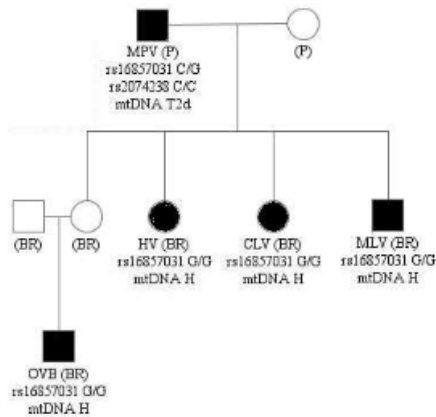 MPV (P)
rs16857031 C/G
rs2074238 C/C
mtDNA T2d
(P)
(BR)
(BR)
HV (BR)
rs16857031 G/G
mtDNA H
CLV (BR)
rs16857031 G/G
mtDNA H
MLV (BR)
rs16857031 G/G
mtDNA H
OVB (BR)
rs16857031 G/G
mtDNA H